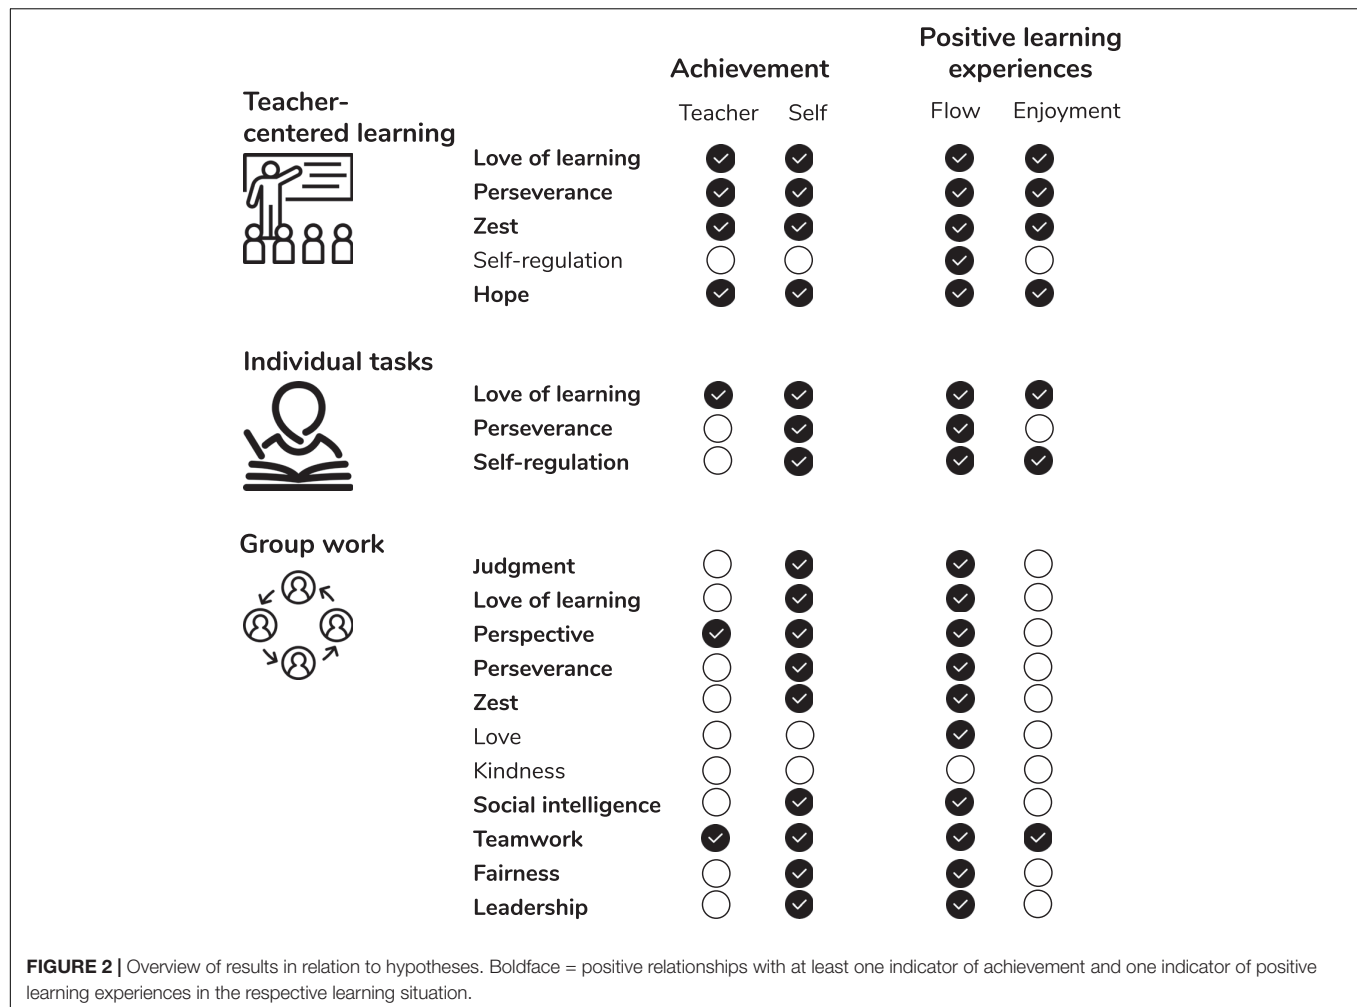 Positive learning
experiences
Achievement
Teacher Self Flow Enjoyment
Teacher-
centered learning
Love of learning
Perseverance
Zest
Self-regulation
Hope
Individual tasks
Love of learning
Perseverance
Self-regulation
Group work
Judgment
Love of learning
Perspective
Perseverance
Zest
Love
Kindness
Social intelligence
Teamwork
Fairness
Leadership
FIGURE 2 | Overview of results in relation to hypotheses. Boldface = positive relationships with at least one indicator of achievement and one indicator of positive
learning experiences in the respective learning situation.